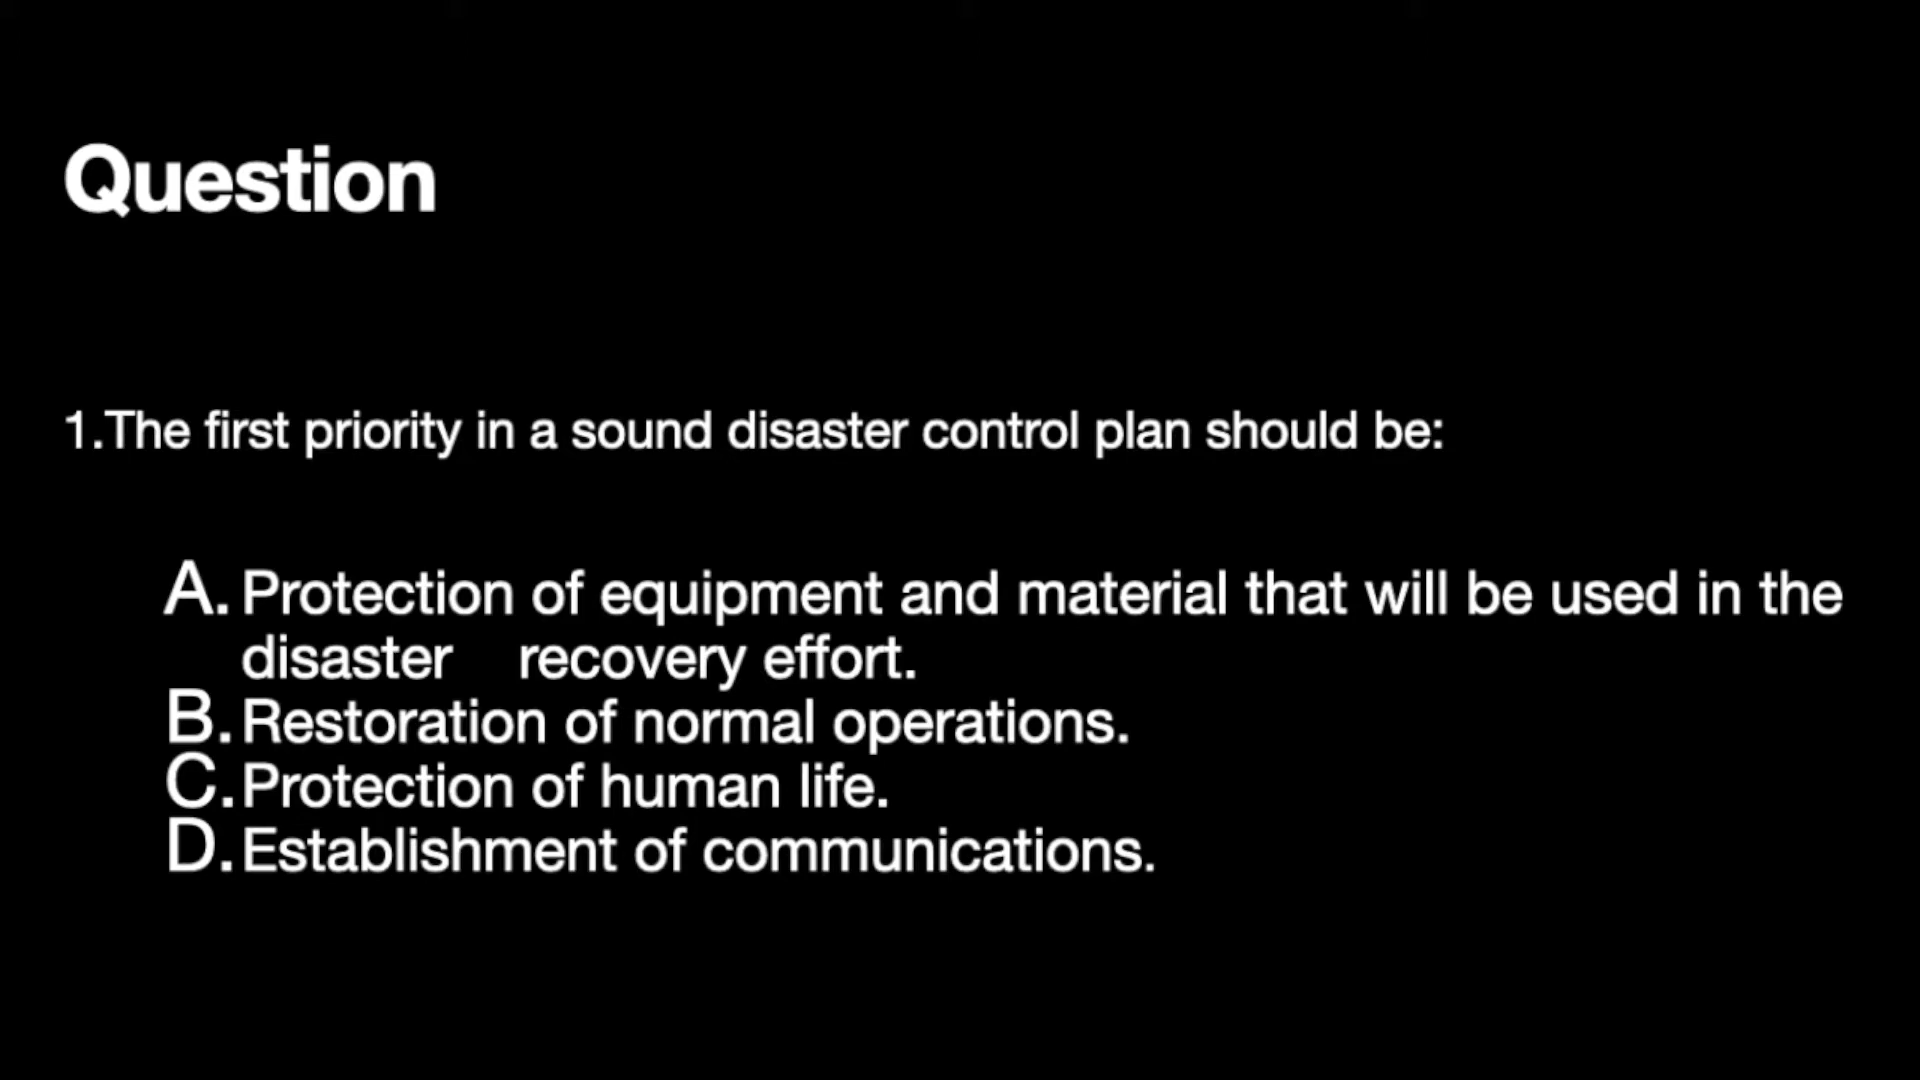 Question
1.The first priority in a sound disaster control plan should be:
A. Protection of equipment and material that will be used in the
disaster recovery effort.
B. Restoration of normal operations.
C. Protection of human life.
D. Establishment of communications.